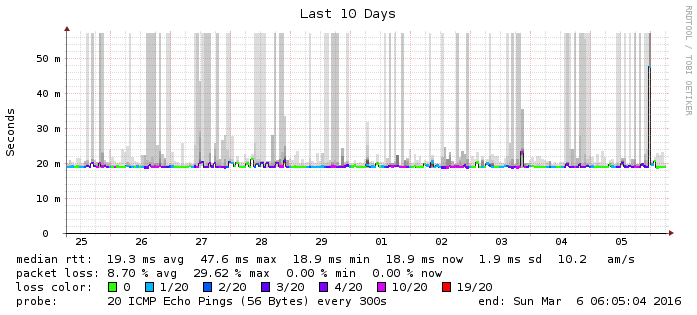 Last 10 Days
RRDTOOL / TOBI OETIKER
Seconds
50 m
40 m
30 m
20 m
10 m
0
25 26 27 28 29 01 02 03 04 05
median rtt: 19.3 ms avg 47.6 ms max 18.9 ms min 18.9 ms now 1.9 ms sd 10.2 am/s
packet loss: 8.70 % avg 29.62 % max 0.00 % min 0.00 % now
loss color: 0 1/20 2/20 3/20 4/20 10/20 19/20
probe: 20 ICMP Echo Pings (56 Bytes) every 300s end: Sun Mar 6 06:05:04 2016